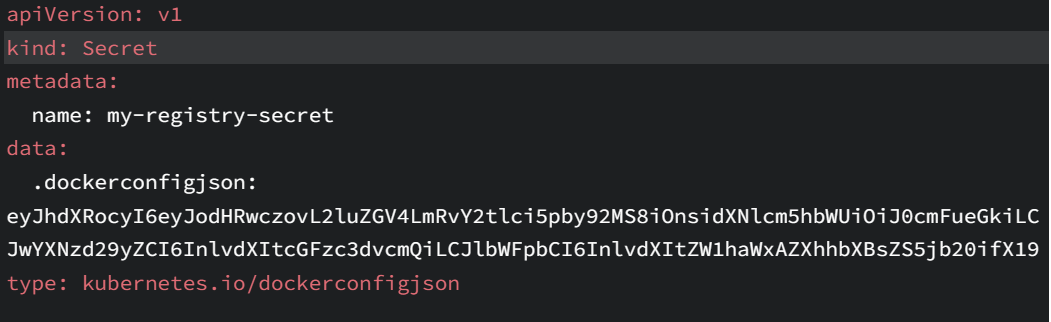 apiVersion: v1
kind: Secret
metadata:
  name: my-registry-secret
data:
  .dockerconfigjson:
eyJhdXRocyI6eyJodHRwczovL2luZGV4LmRvY2tlci5pby92MS8iOnsidXNlcm5hbWUiOiJ0cmFueGkiLC
JwYXNzd29yZCI6InlvdXItcGFzc3dvcmQiLCJlbWFpbCI6InlvdXItZW1haWxAZXhhbXBsZS5jb20ifX19
type: kubernetes.io/dockerconfigjson